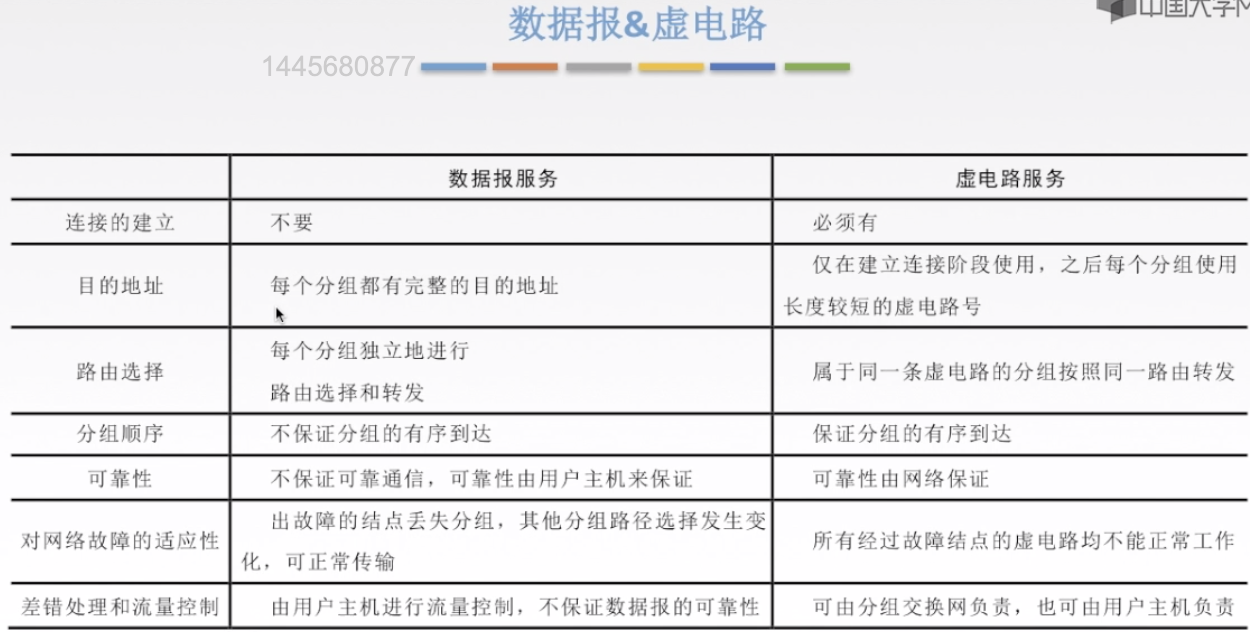 中国大学M
数据报&虚电路
1445680877
数据报服务
虚电路服务
连接的建立
不要
必须有
目的地址
每个分组都有完整的目的地址
仅在建立连接阶段使用，之后每个分组使用
长度较短的虚电路号
路由选择
每个分组独立地进行
路由选择和转发
属于同一条虚电路的分组按照同一路由转发
分组顺序
不保证分组的有序到达
保证分组的有序到达
可靠性
不保证可靠通信，可靠性由用户主机来保证
可靠性由网络保证
对网络故障的适应性
出故障的结点丢失分组，其他分组路径选择发生变
化，可正常传输
所有经过故障结点的虚电路均不能正常工作
差错处理和流量控制
由用户主机进行流量控制，不保证数据报的可靠性
可由分组交换网负责，也可由用户主机负责